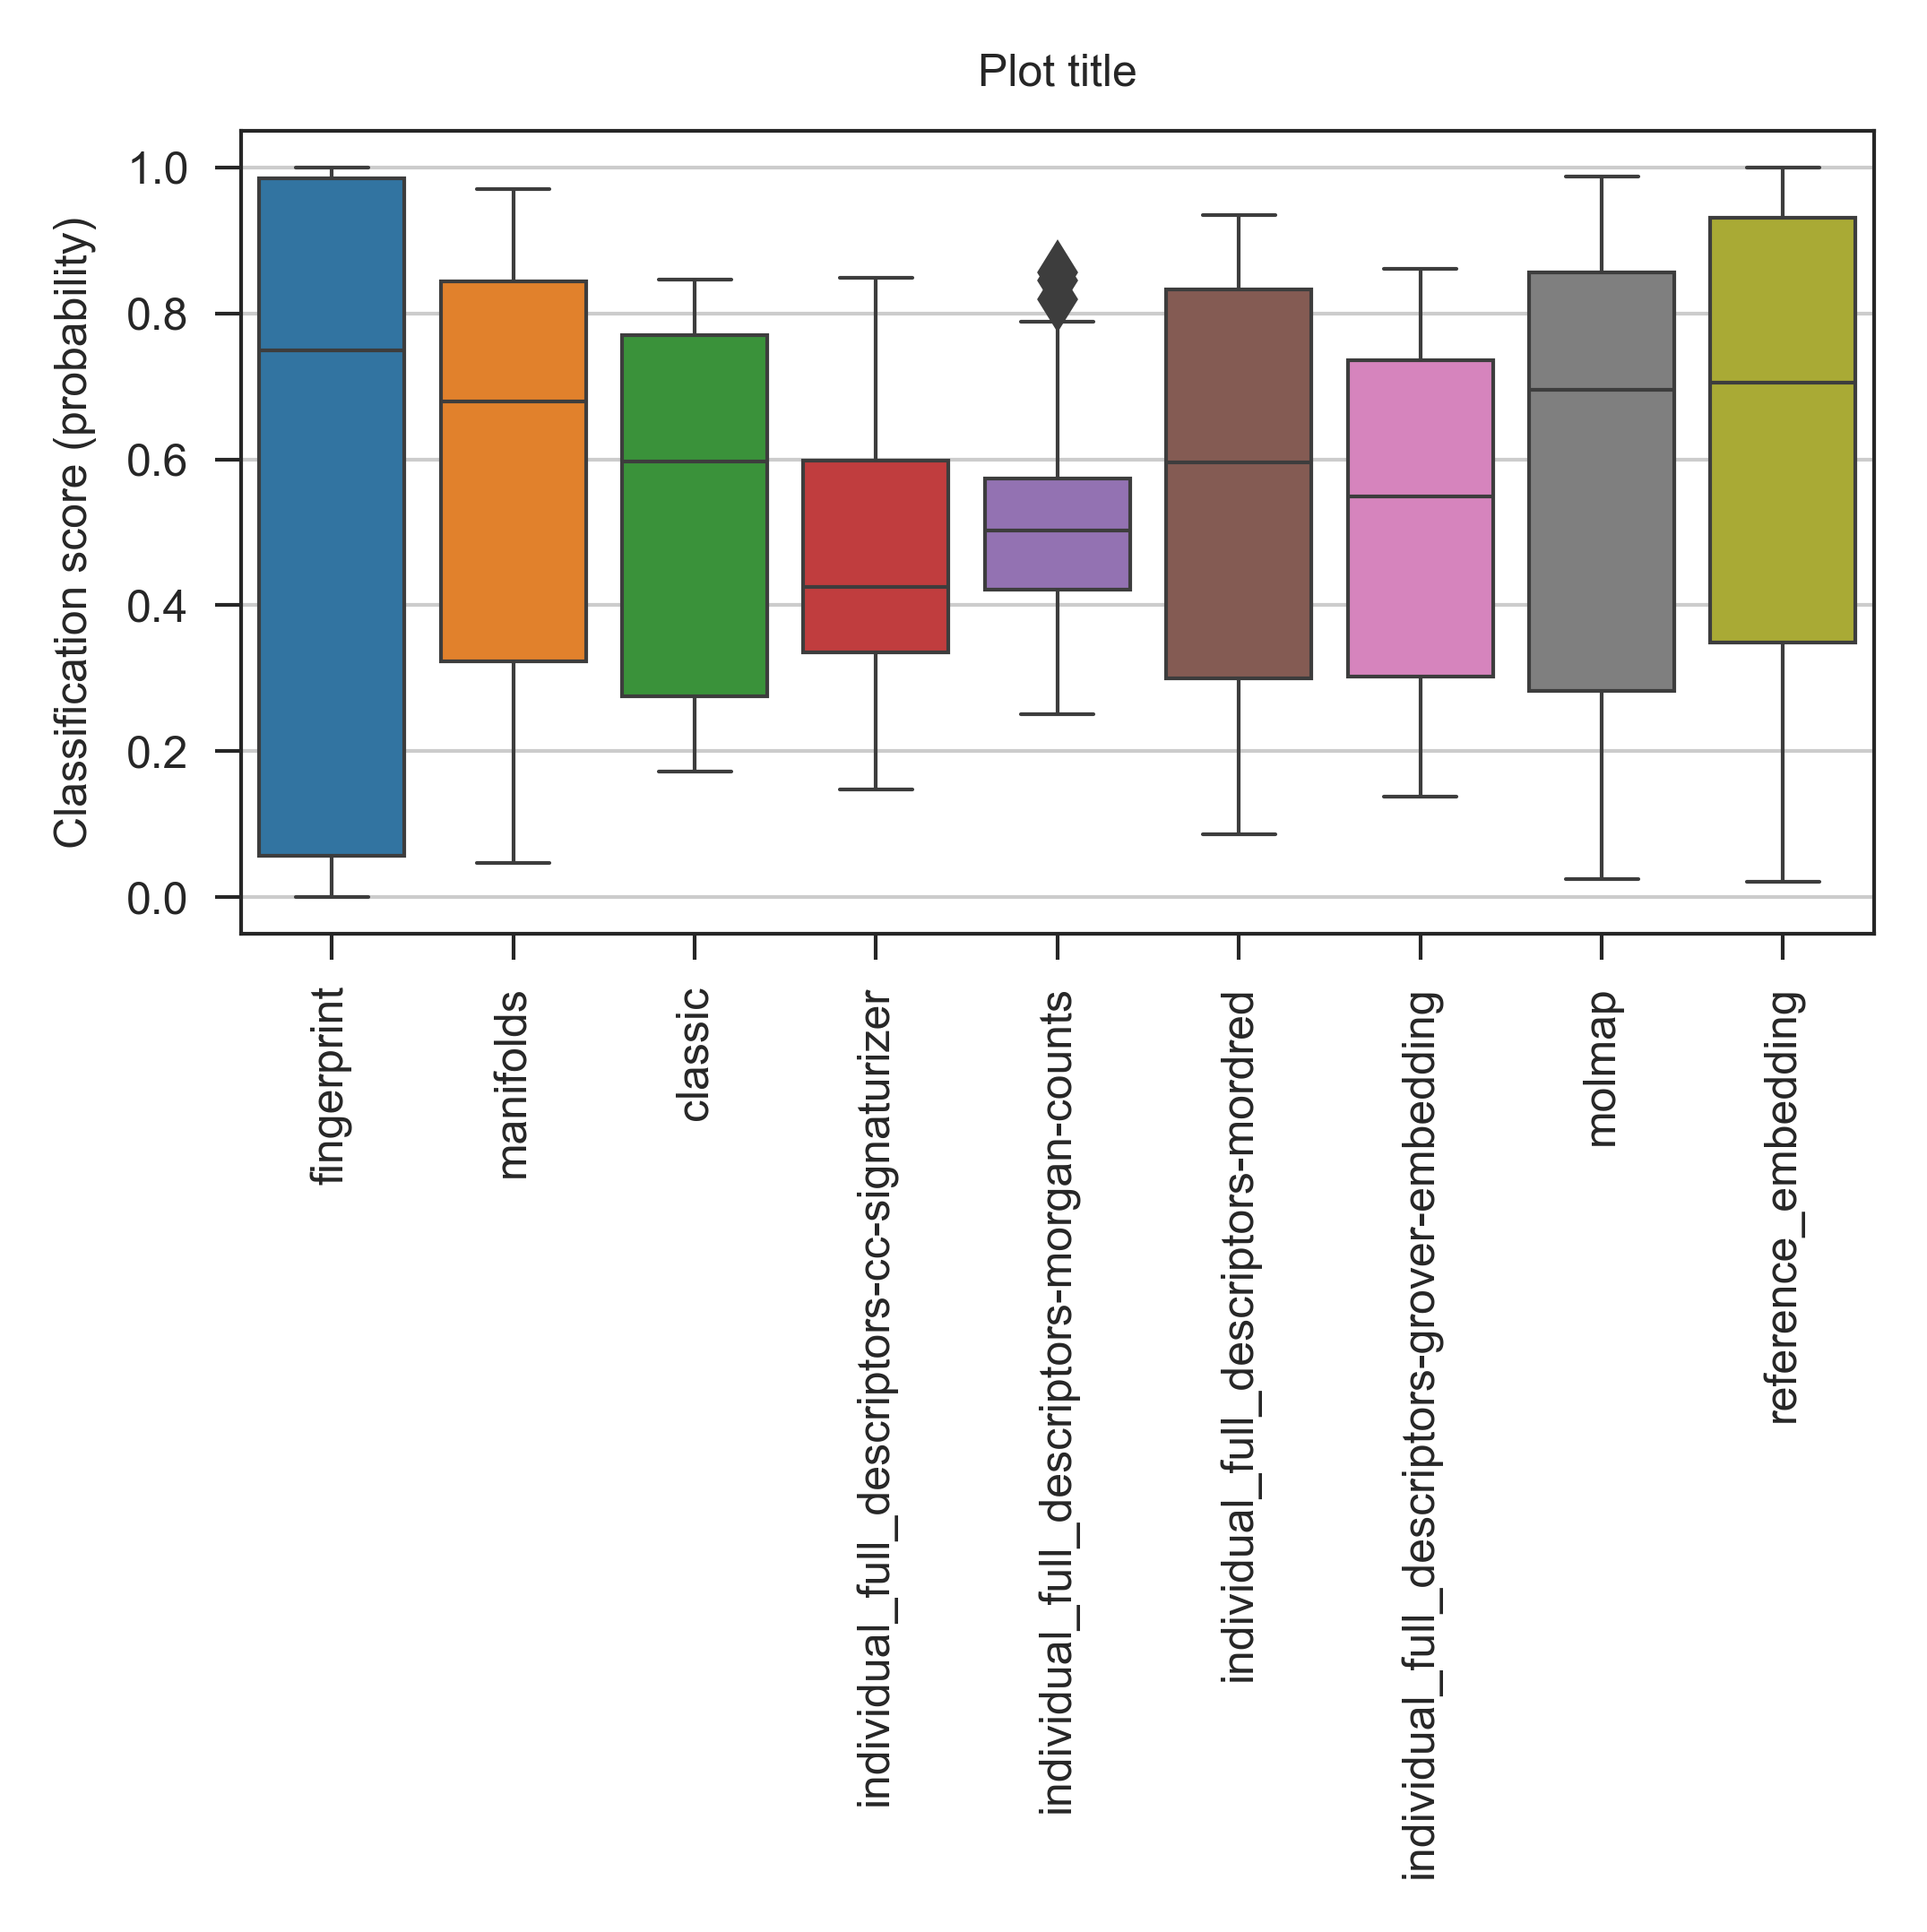 Plot title
Classification score (probability)
1.0
0.8
0.6
0.4
0.2
0.0
fingerprint
manifolds
classic
individual_full_descriptors-cc-signaturizer
individual_full_descriptors-morgan-counts
individual_full_descriptors-mordred
individual_full_descriptors-grover-embedding
molmap
reference_embedding